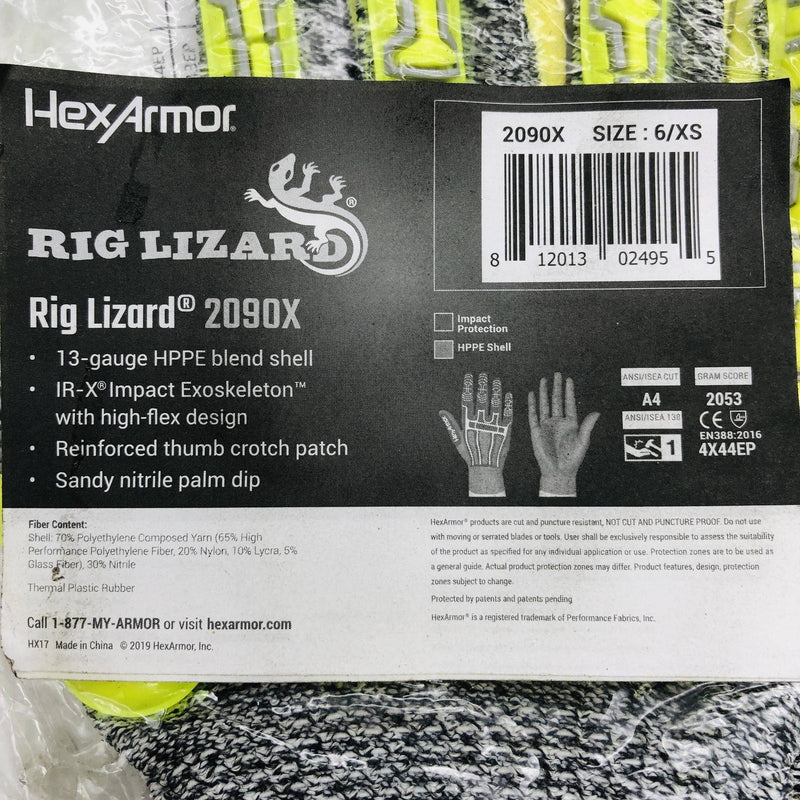 HexArmor®
RIG LIZARD®
Rig Lizard® 2090X
• 13-gauge HPPE blend shell
• IR-X® Impact Exoskeleton™
with high-flex design
• Reinforced thumb crotch patch
• Sandy nitrile palm dip
2090X SIZE : 6/XS
8 12013 02495 5
Impact
Protection
HPPE Shell
HexArmor
ANSI/ISEA CUT
A4
ANSI/ISEA 138
1
GRAM SCORE
2053
CE
EN388:2016
4X44EP
Fiber Content:
Shell: 70% Polyethylene Composed Yarn (65% High
Performance Polyethylene Fiber, 20% Nylon, 10% Lycra, 5%
Glass Fiber), 30% Nitrile
Thermal Plastic Rubber
Call 1-877-MY-ARMOR or visit hexarmor.com
HX17 Made in China © 2019 HexArmor, Inc.
HexArmor® products are cut and puncture resistant, NOT CUT AND PUNCTURE PROOF. Do not use
with moving or serrated blades or tools. User shall be exclusively responsible to assess the suitability
of the product as specified for any individual application or use. Protection zones are to be used as
a general guide. Actual product protection zones may differ. Product features, design, protection
zones subject to change.
Protected by patents and patents pending
HexArmor® is a registered trademark of Performance Fabrics, Inc.